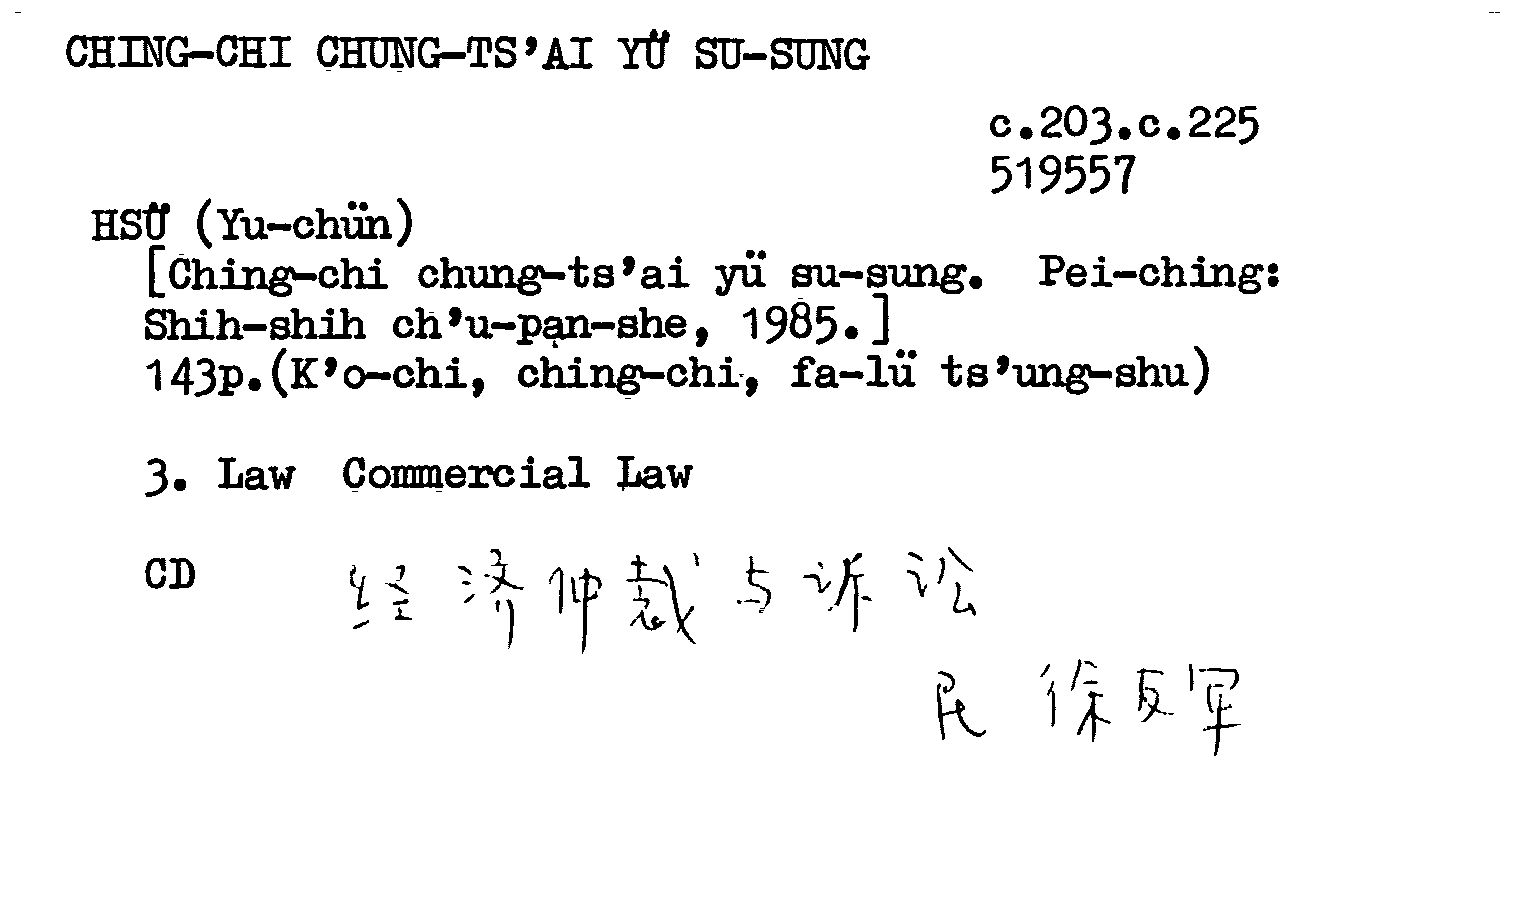 CHING-CHI CHUNG-TS'AI YÜ SU-SUNG
c.203.c.225
519557
HSÜ (Yu-chün)
[Ching-chi chung-ts'ai yü su-sung. Pei-ching:
Shih-shih ch'u-pan-she, 1985.]
143p.(K'o-chi, ching-chi, fa-lü ts'ung-shu)
3. Law Commercial Law
CD
经济仲裁与诉讼
民 徐友军